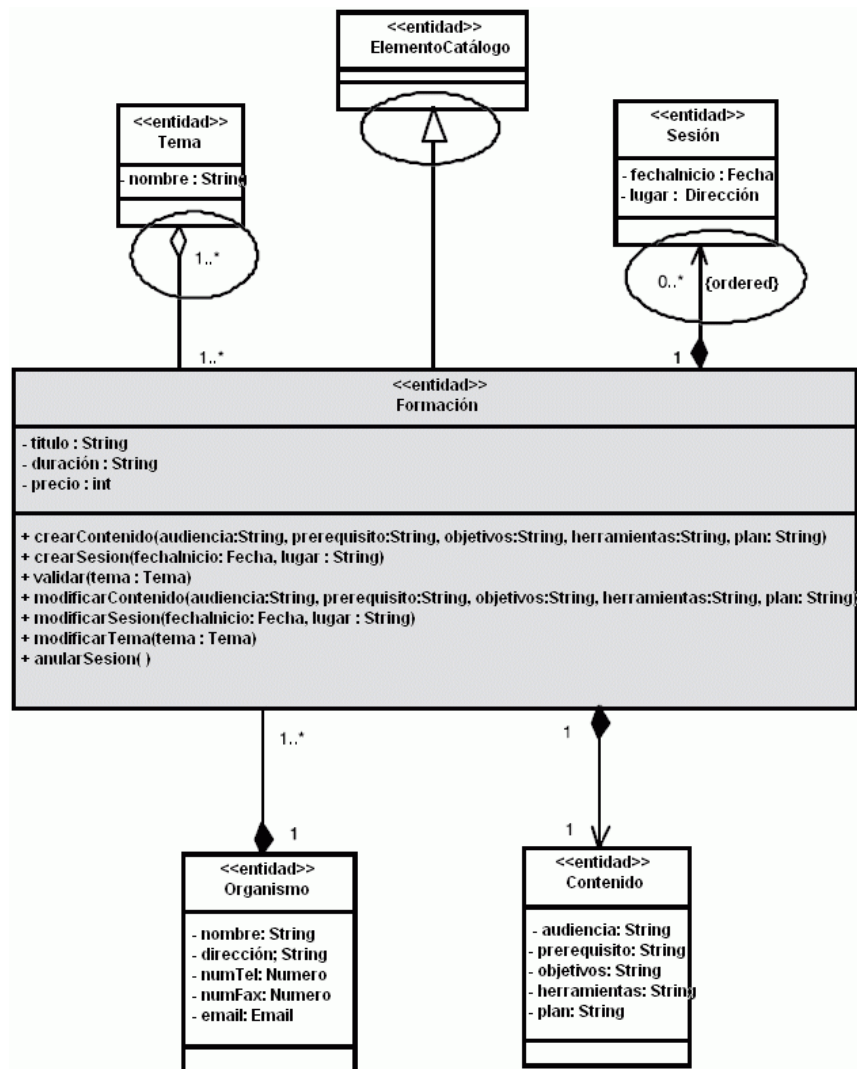 <<entidad>>
ElementoCatálogo
<<entidad>>
Tema
- nombre : String
1..*
1..*
<<entidad>>
Sesión
- fechaInicio : Fecha
- lugar : Dirección
0..*
{ordered}
1
<<entidad>>
Formación
- titulo : String
- duración : String
- precio : int
+ crearContenido(audiencia:String, prerequisito:String, objetivos:String, herramientas:String, plan: String)
+ crearSesion(fechaInicio: Fecha, lugar : String)
+ validar(tema : Tema)
+ modificarContenido(audiencia:String, prerequisito:String, objetivos:String, herramientas:String, plan: String)
+ modificarSesion(fechaInicio: Fecha, lugar : String)
+ modificarTema(tema : Tema)
+ anularSesion( )
1..*
1
1
1
<<entidad>>
Organismo
- nombre: String
- dirección; String
- numTel: Numero
- numFax: Numero
- email: Email
<<entidad>>
Contenido
- audiencia: String
- prerequisito: String
- objetivos: String
- herramientas: String
- plan: String